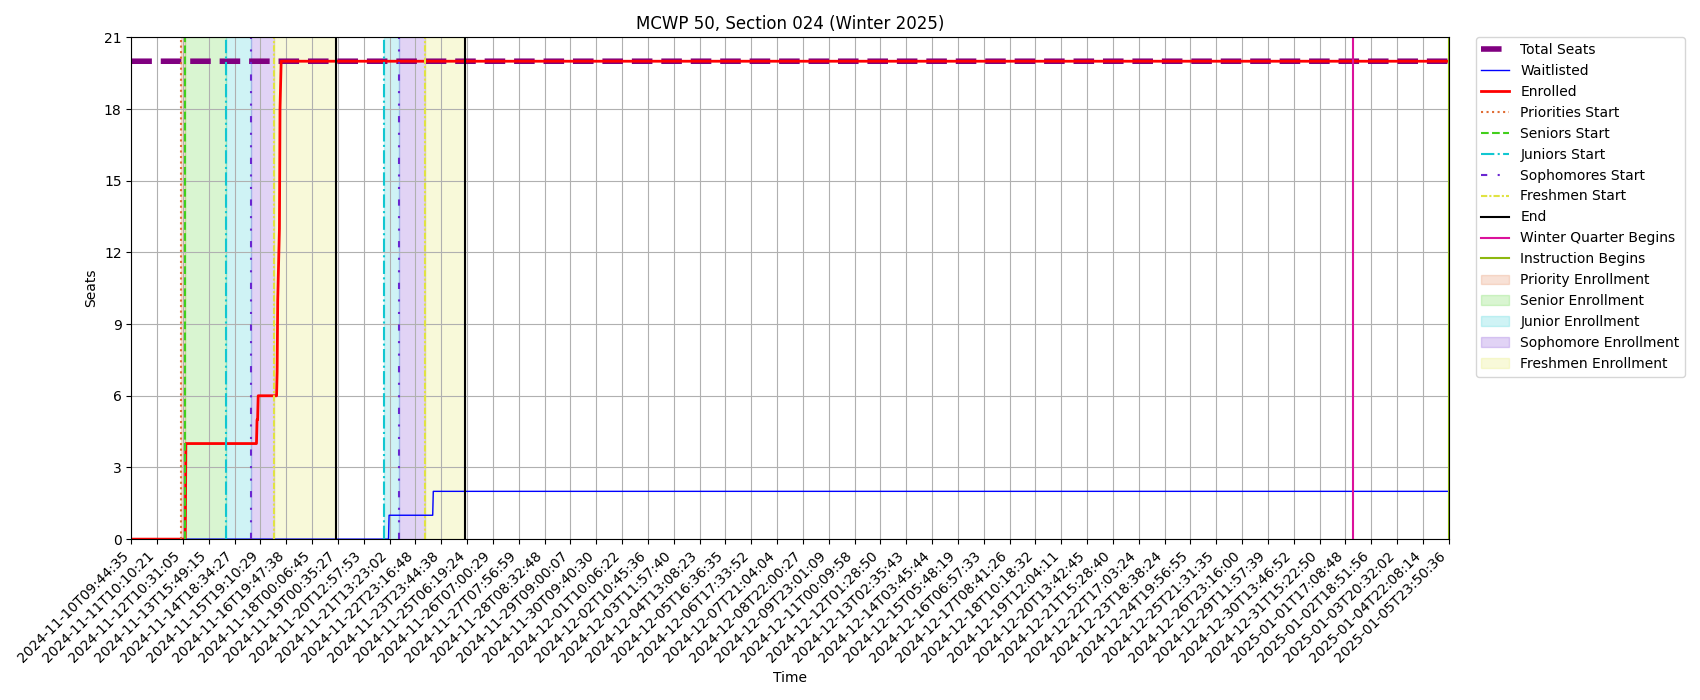 MCWP 50, Section 024 (Winter 2025)
21
18
15
12
9
6
3
0
Seats
2024-11-10T09:44:35
2024-11-11T10:10:21
2024-11-12T10:31:05
2024-11-13T15:49:15
2024-11-14T18:34:27
2024-11-15T19:10:29
2024-11-16T19:47:38
2024-11-18T00:06:45
2024-11-19T00:35:27
2024-11-20T12:57:53
2024-11-21T23:23:02
2024-11-22T23:16:48
2024-11-23T23:44:38
2024-11-25T06:19:24
2024-11-26T07:00:29
2024-11-27T07:56:59
2024-11-28T08:32:48
2024-11-29T09:00:07
2024-11-30T09:40:30
2024-12-01T10:06:22
2024-12-02T10:45:36
2024-12-03T11:57:40
2024-12-04T13:08:23
2024-12-05T16:36:35
2024-12-06T17:33:52
2024-12-07T21:04:04
2024-12-08T22:00:27
2024-12-09T23:01:09
2024-12-11T00:09:58
2024-12-12T01:28:50
2024-12-13T02:35:43
2024-12-14T03:45:44
2024-12-15T05:48:19
2024-12-16T06:57:33
2024-12-17T08:41:26
2024-12-18T10:18:32
2024-12-19T12:04:11
2024-12-20T13:42:45
2024-12-21T15:28:40
2024-12-22T17:03:24
2024-12-23T18:38:24
2024-12-24T19:56:55
2024-12-25T21:31:35
2024-12-26T23:16:00
2024-12-29T11:57:39
2024-12-30T13:46:52
2024-12-31T15:22:50
2025-01-01T17:08:48
2025-01-02T18:51:56
2025-01-03T20:32:02
2025-01-04T22:08:14
2025-01-05T23:50:36
Time
Total Seats
Waitlisted
Enrolled
Priorities Start
Seniors Start
Juniors Start
Sophomores Start
Freshmen Start
End
Winter Quarter Begins
Instruction Begins
Priority Enrollment
Senior Enrollment
Junior Enrollment
Sophomore Enrollment
Freshmen Enrollment